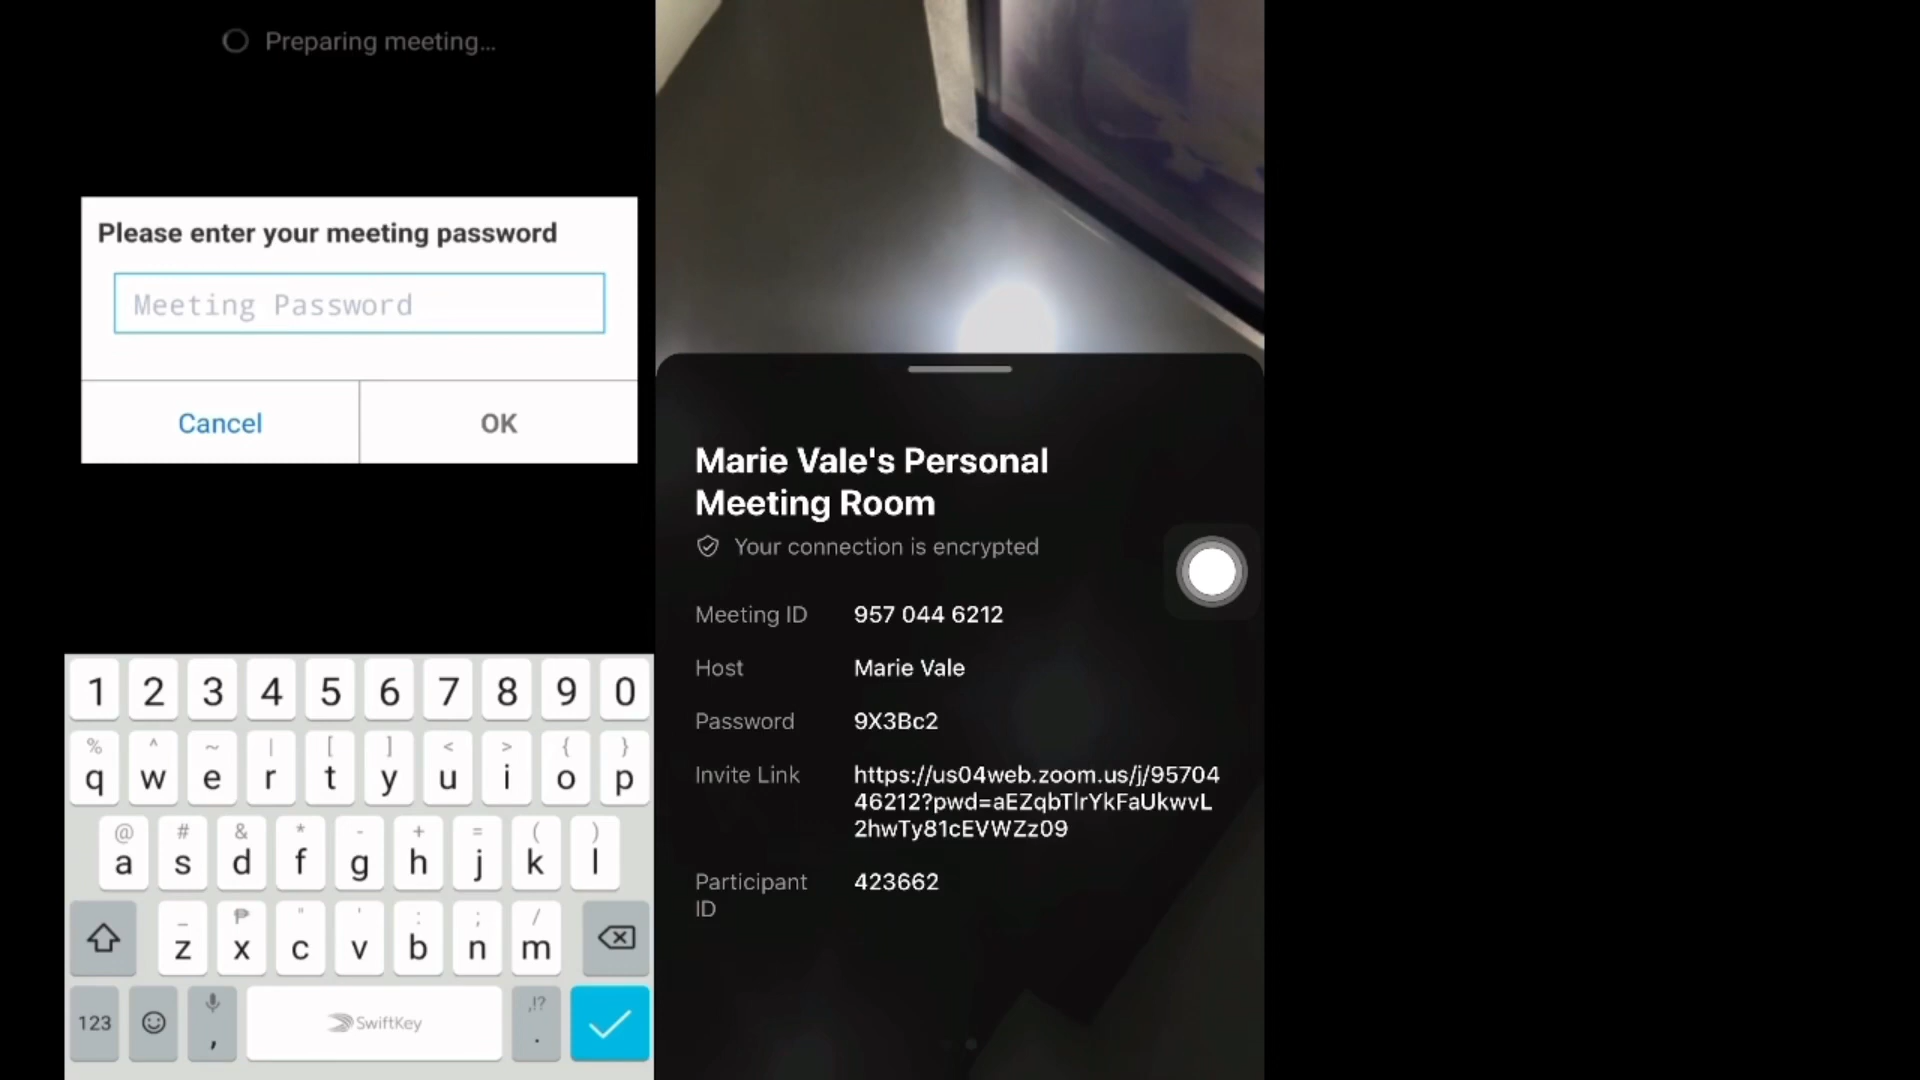 Preparing meeting...
Please enter your meeting password
Meeting Password
Cancel
OK
1 2 3 4 5 6 7 8 9 0
% ^ ~ | [ ] < > { }
q w e r t y u i o p
@ # & * - + = ( )
a s d f g h j k l
_ ₱ " ' : ; /
z x c v b n m
,!?
123 , SwiftKey .
Marie Vale's Personal
Meeting Room
Your connection is encrypted
Meeting ID 957 044 6212
Host Marie Vale
Password 9X3Bc2
Invite Link https://us04web.zoom.us/j/95704
46212?pwd=aEZqbTlrYkFaUkwvL
2hwTy81cEVWZz09
Participant 423662
ID